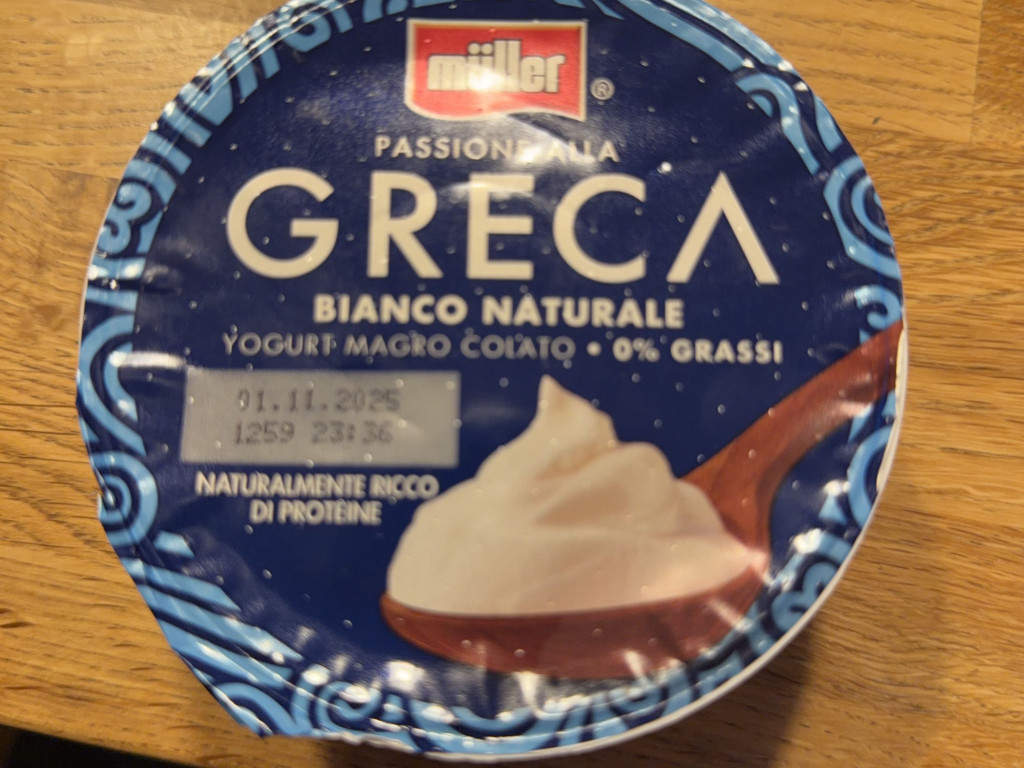 müller®
PASSIONE ALLA
GRECA
BIANCO NATURALE
YOGURT MAGRO COLATO • 0% GRASSI
01.11.2025
1259 23:36
NATURALMENTE RICCO
DI PROTEINE